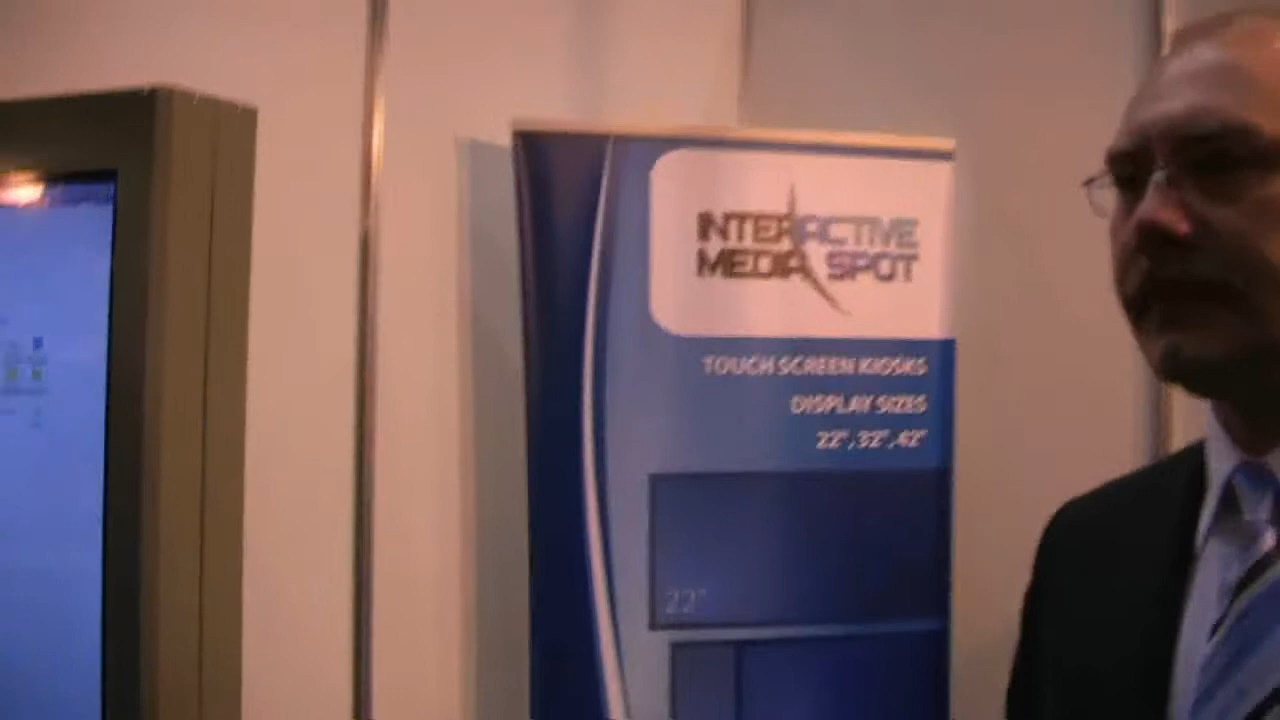 INTERACTIVE
MEDIA SPOT
TOUCH SCREEN KIOSKS
DISPLAY SIZES
22", 32", 42"
22"